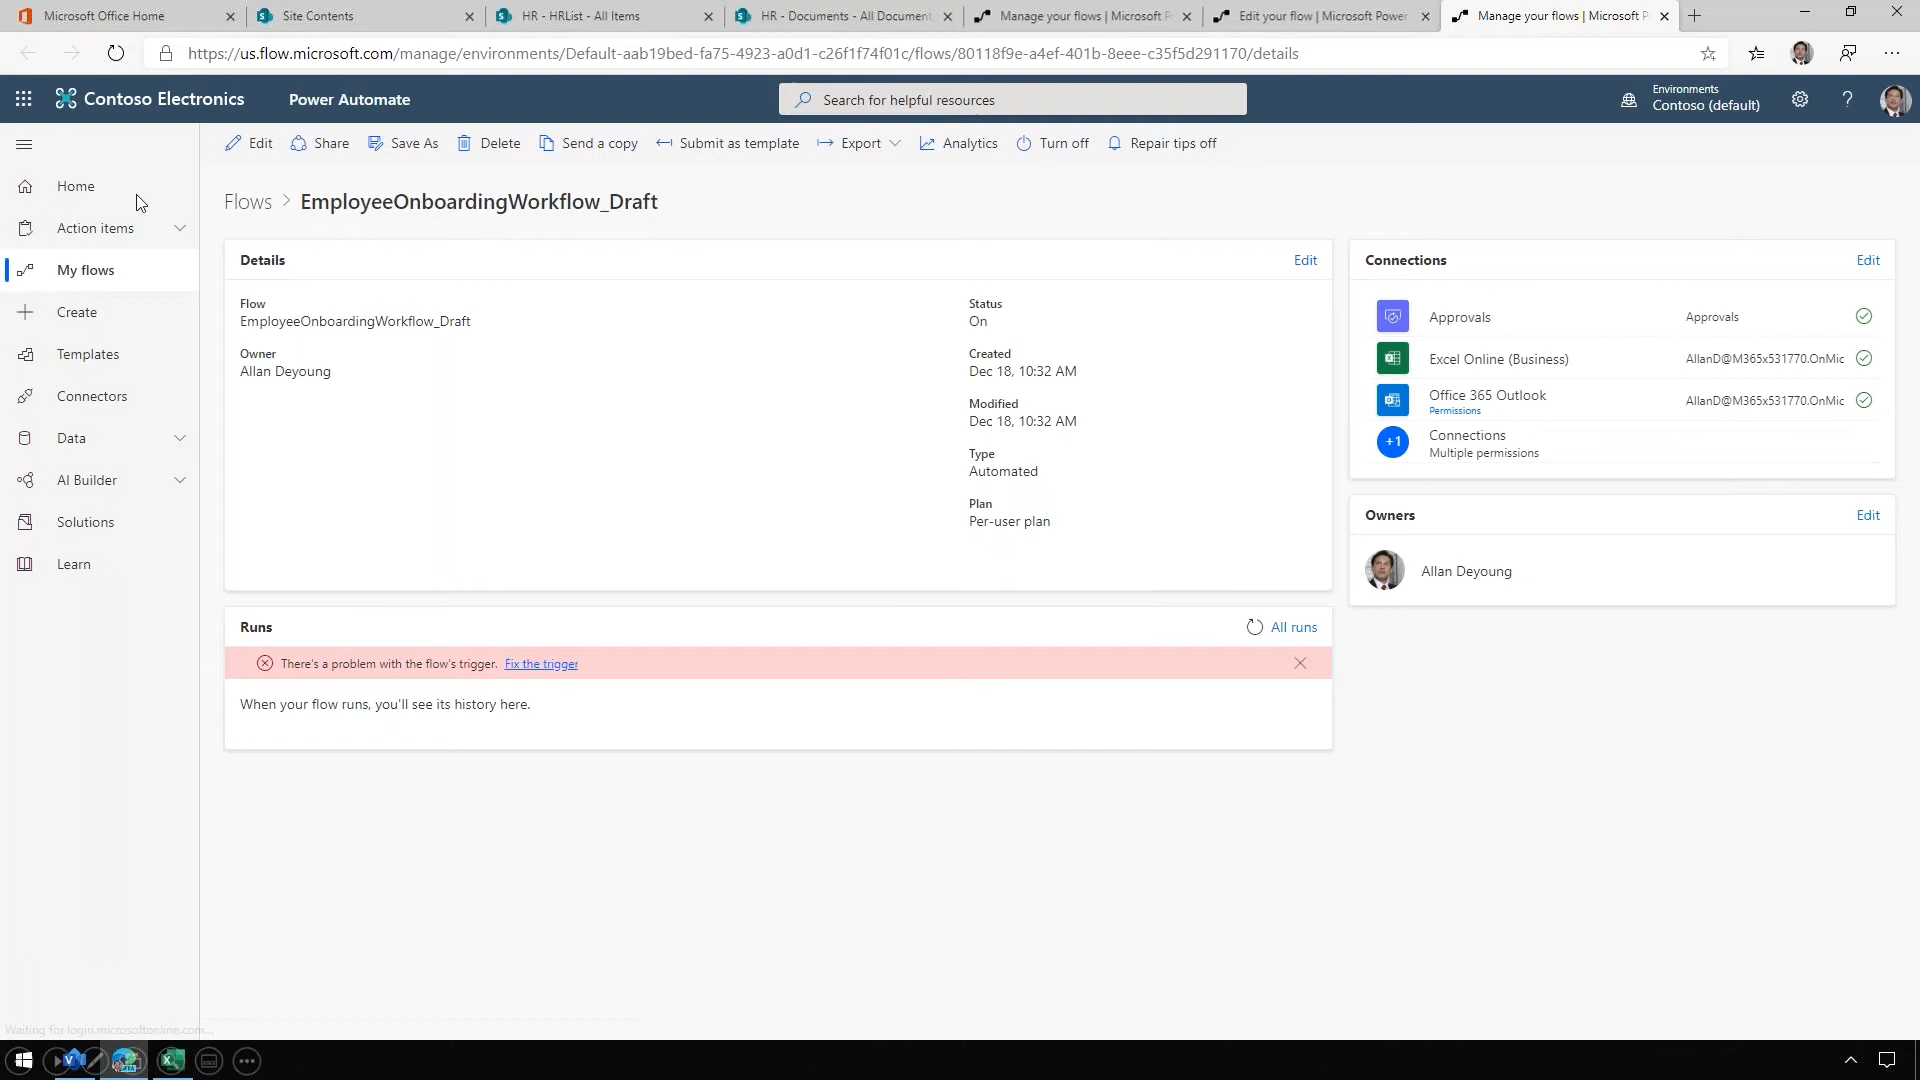 Microsoft Office Home
Site Contents
HR - HRList - All Items
HR - Documents - All Document
Manage your flows | Microsoft P
Edit your flow | Microsoft Power
Manage your flows | Microsoft P
https://us.flow.microsoft.com/manage/environments/Default-aab19bed-fa75-4923-a0d1-c26f1f74f01c/flows/80118f9e-a4ef-401b-8eee-c35f5d291170/details
Contoso Electronics
Power Automate
Search for helpful resources
Environments
Contoso (default)
Edit
Share
Save As
Delete
Send a copy
Submit as template
Export
Analytics
Turn off
Repair tips off
Home
Action items
My flows
Create
Templates
Connectors
Data
AI Builder
Solutions
Learn
Flows > EmployeeOnboardingWorkflow_Draft
Details
Edit
Flow
EmployeeOnboardingWorkflow_Draft
Owner
Allan Deyoung
Status
On
Created
Dec 18, 10:32 AM
Modified
Dec 18, 10:32 AM
Type
Automated
Plan
Per-user plan
Connections
Edit
Approvals
Approvals
Excel Online (Business)
AllanD@M365x531770.OnMic
Office 365 Outlook
Permissions
AllanD@M365x531770.OnMic
+1
Connections
Multiple permissions
Owners
Edit
Allan Deyoung
Runs
All runs
There's a problem with the flow's trigger. Fix the trigger
When your flow runs, you'll see its history here.
Waiting for login.microsoftonline.com...